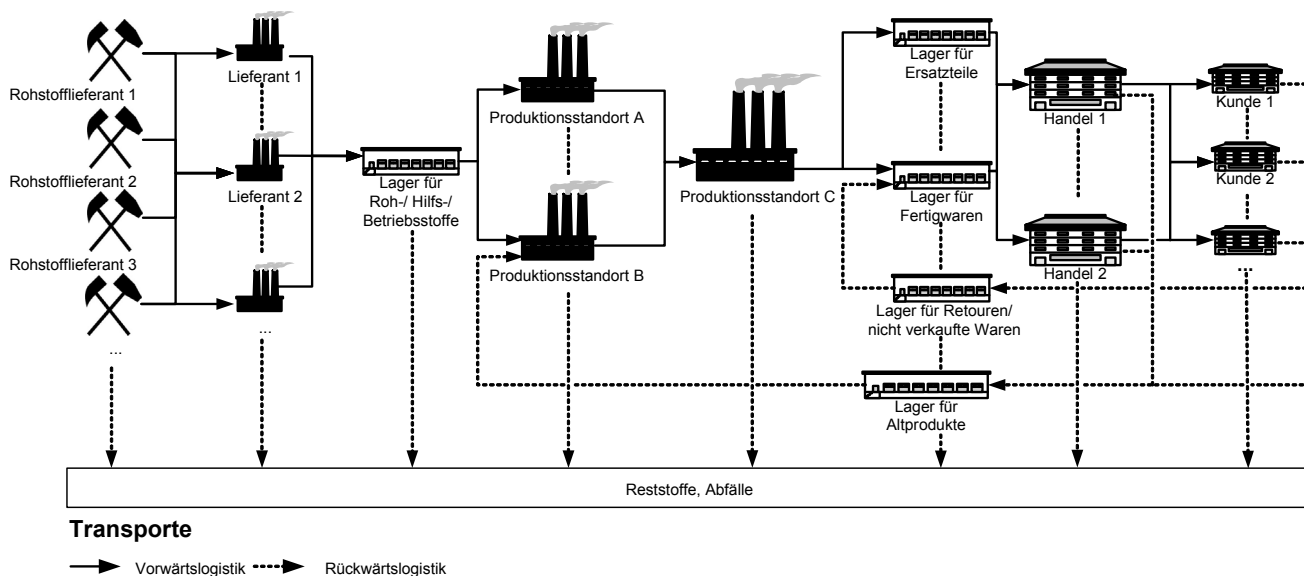 Rohstofflieferant 1
Rohstofflieferant 2
Rohstofflieferant 3
...
Lieferant 1
Lieferant 2
...
Lager für
Roh-/ Hilfs-/
Betriebsstoffe
Produktionsstandort A
Produktionsstandort B
Produktionsstandort C
Lager für
Ersatzteile
Lager für
Fertigwaren
Lager für Retouren/
nicht verkaufte Waren
Lager für
Altprodukte
Handel 1
Handel 2
Kunde 1
Kunde 2
...
Reststoffe, Abfälle
Transporte
Vorwärtslogistik
Rückwärtslogistik